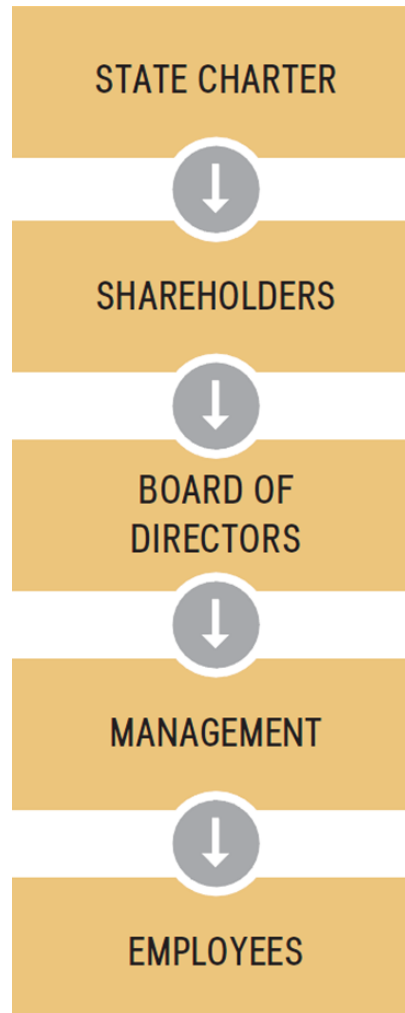 STATE CHARTER
SHAREHOLDERS
BOARD OF
DIRECTORS
MANAGEMENT
EMPLOYEES